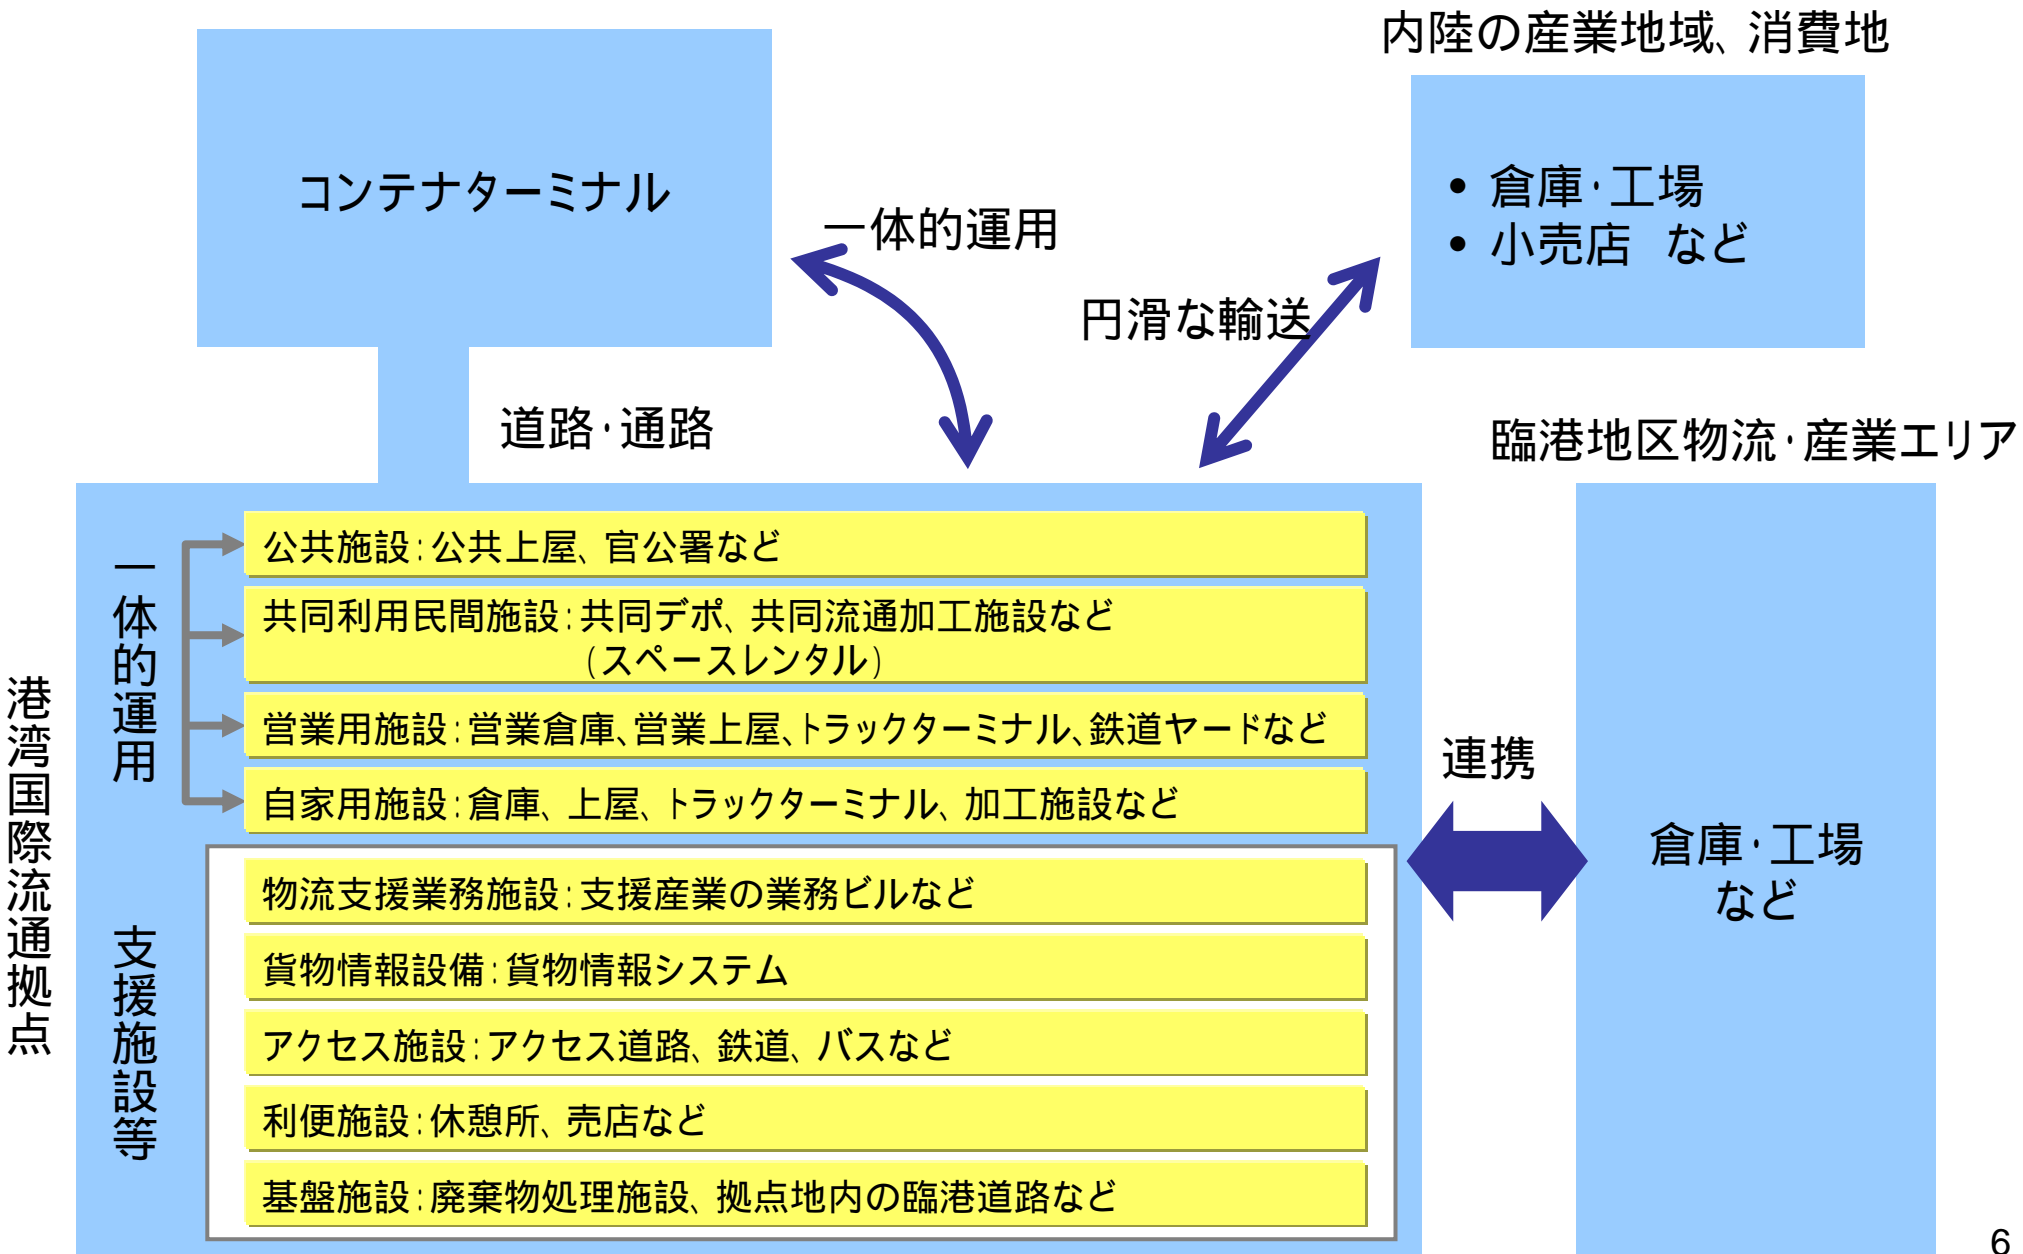 内陸の産業地域、消費地
コンテナターミナル
• 倉庫・工場
• 小売店 など
一体的運用
円滑な輸送
道路・通路
臨港地区物流・産業エリア
港湾国際流通拠点
一体的運用
公共施設:公共上屋、官公署など
共同利用民間施設:共同デポ、共同流通加工施設など
(スペースレンタル)
営業用施設:営業倉庫、営業上屋、トラックターミナル、鉄道ヤードなど
自家用施設:倉庫、上屋、トラックターミナル、加工施設など
支援施設等
物流支援業務施設:支援産業の業務ビルなど
貨物情報設備:貨物情報システム
アクセス施設:アクセス道路、鉄道、バスなど
利便施設:休憩所、売店など
基盤施設:廃棄物処理施設、拠点地内の臨港道路など
連携
倉庫・工場
など
6